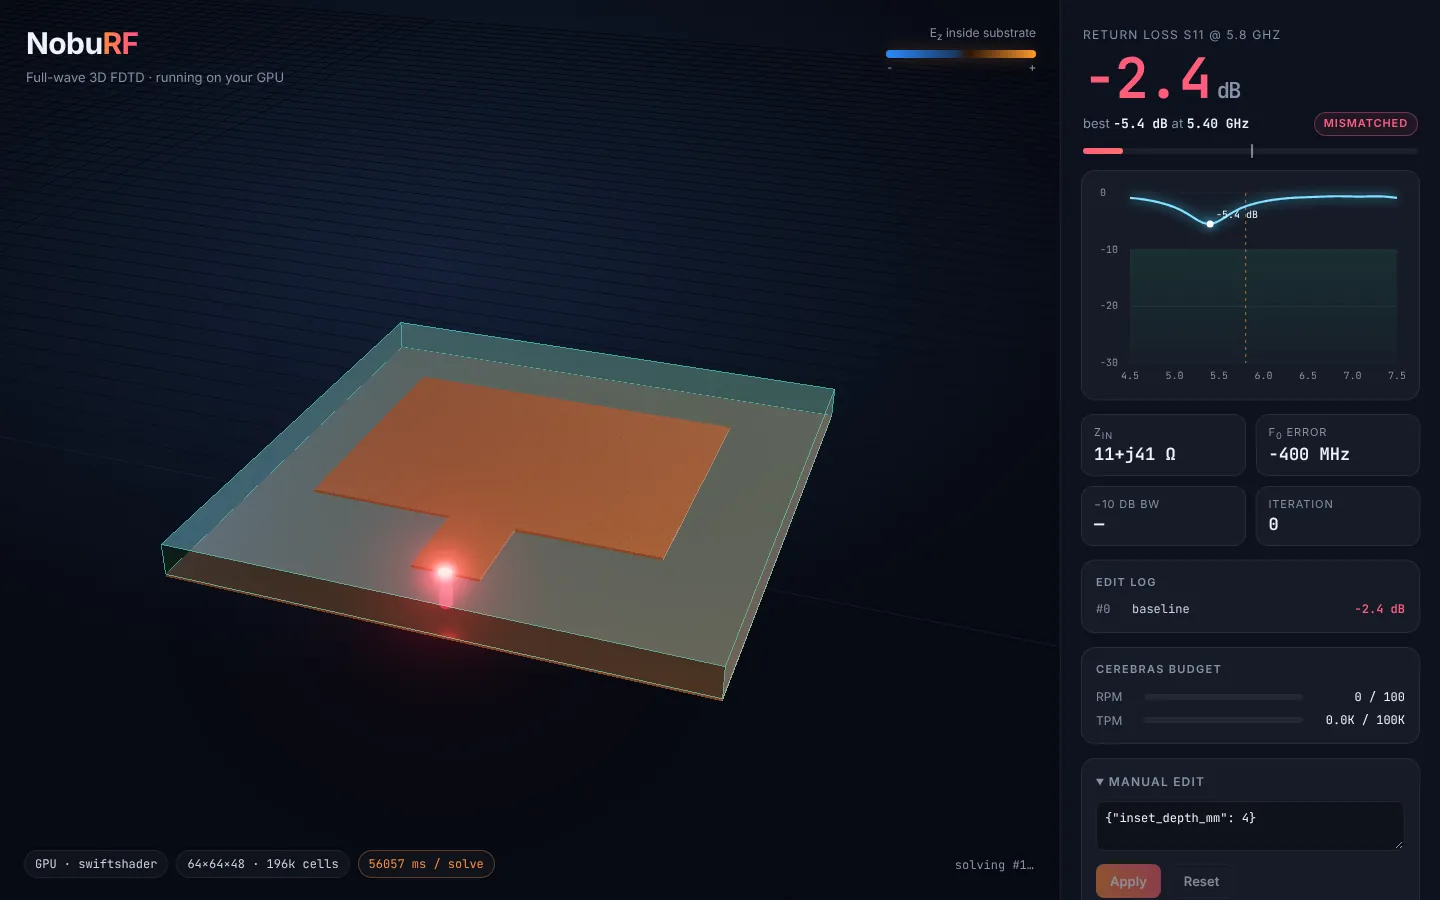 NobuRF
Full-wave 3D FDTD · running on your GPU
Ez inside substrate
- +
RETURN LOSS S11 @ 5.8 GHZ
-2.4 dB
best -5.4 dB at 5.40 GHz
MISMATCHED
0
-5.4 dB
-10
-20
-30
4.5 5.0 5.5 6.0 6.5 7.0 7.5
ZIN
11+j41 Ω
F0 ERROR
-400 MHz
−10 DB BW
—
ITERATION
0
EDIT LOG
#0 baseline -2.4 dB
CEREBRAS BUDGET
RPM 0 / 100
TPM 0.0K / 100K
▼ MANUAL EDIT
{"inset_depth_mm": 4}
Apply Reset
GPU · swiftshader
64×64×48 · 196k cells
56057 ms / solve
solving #1…